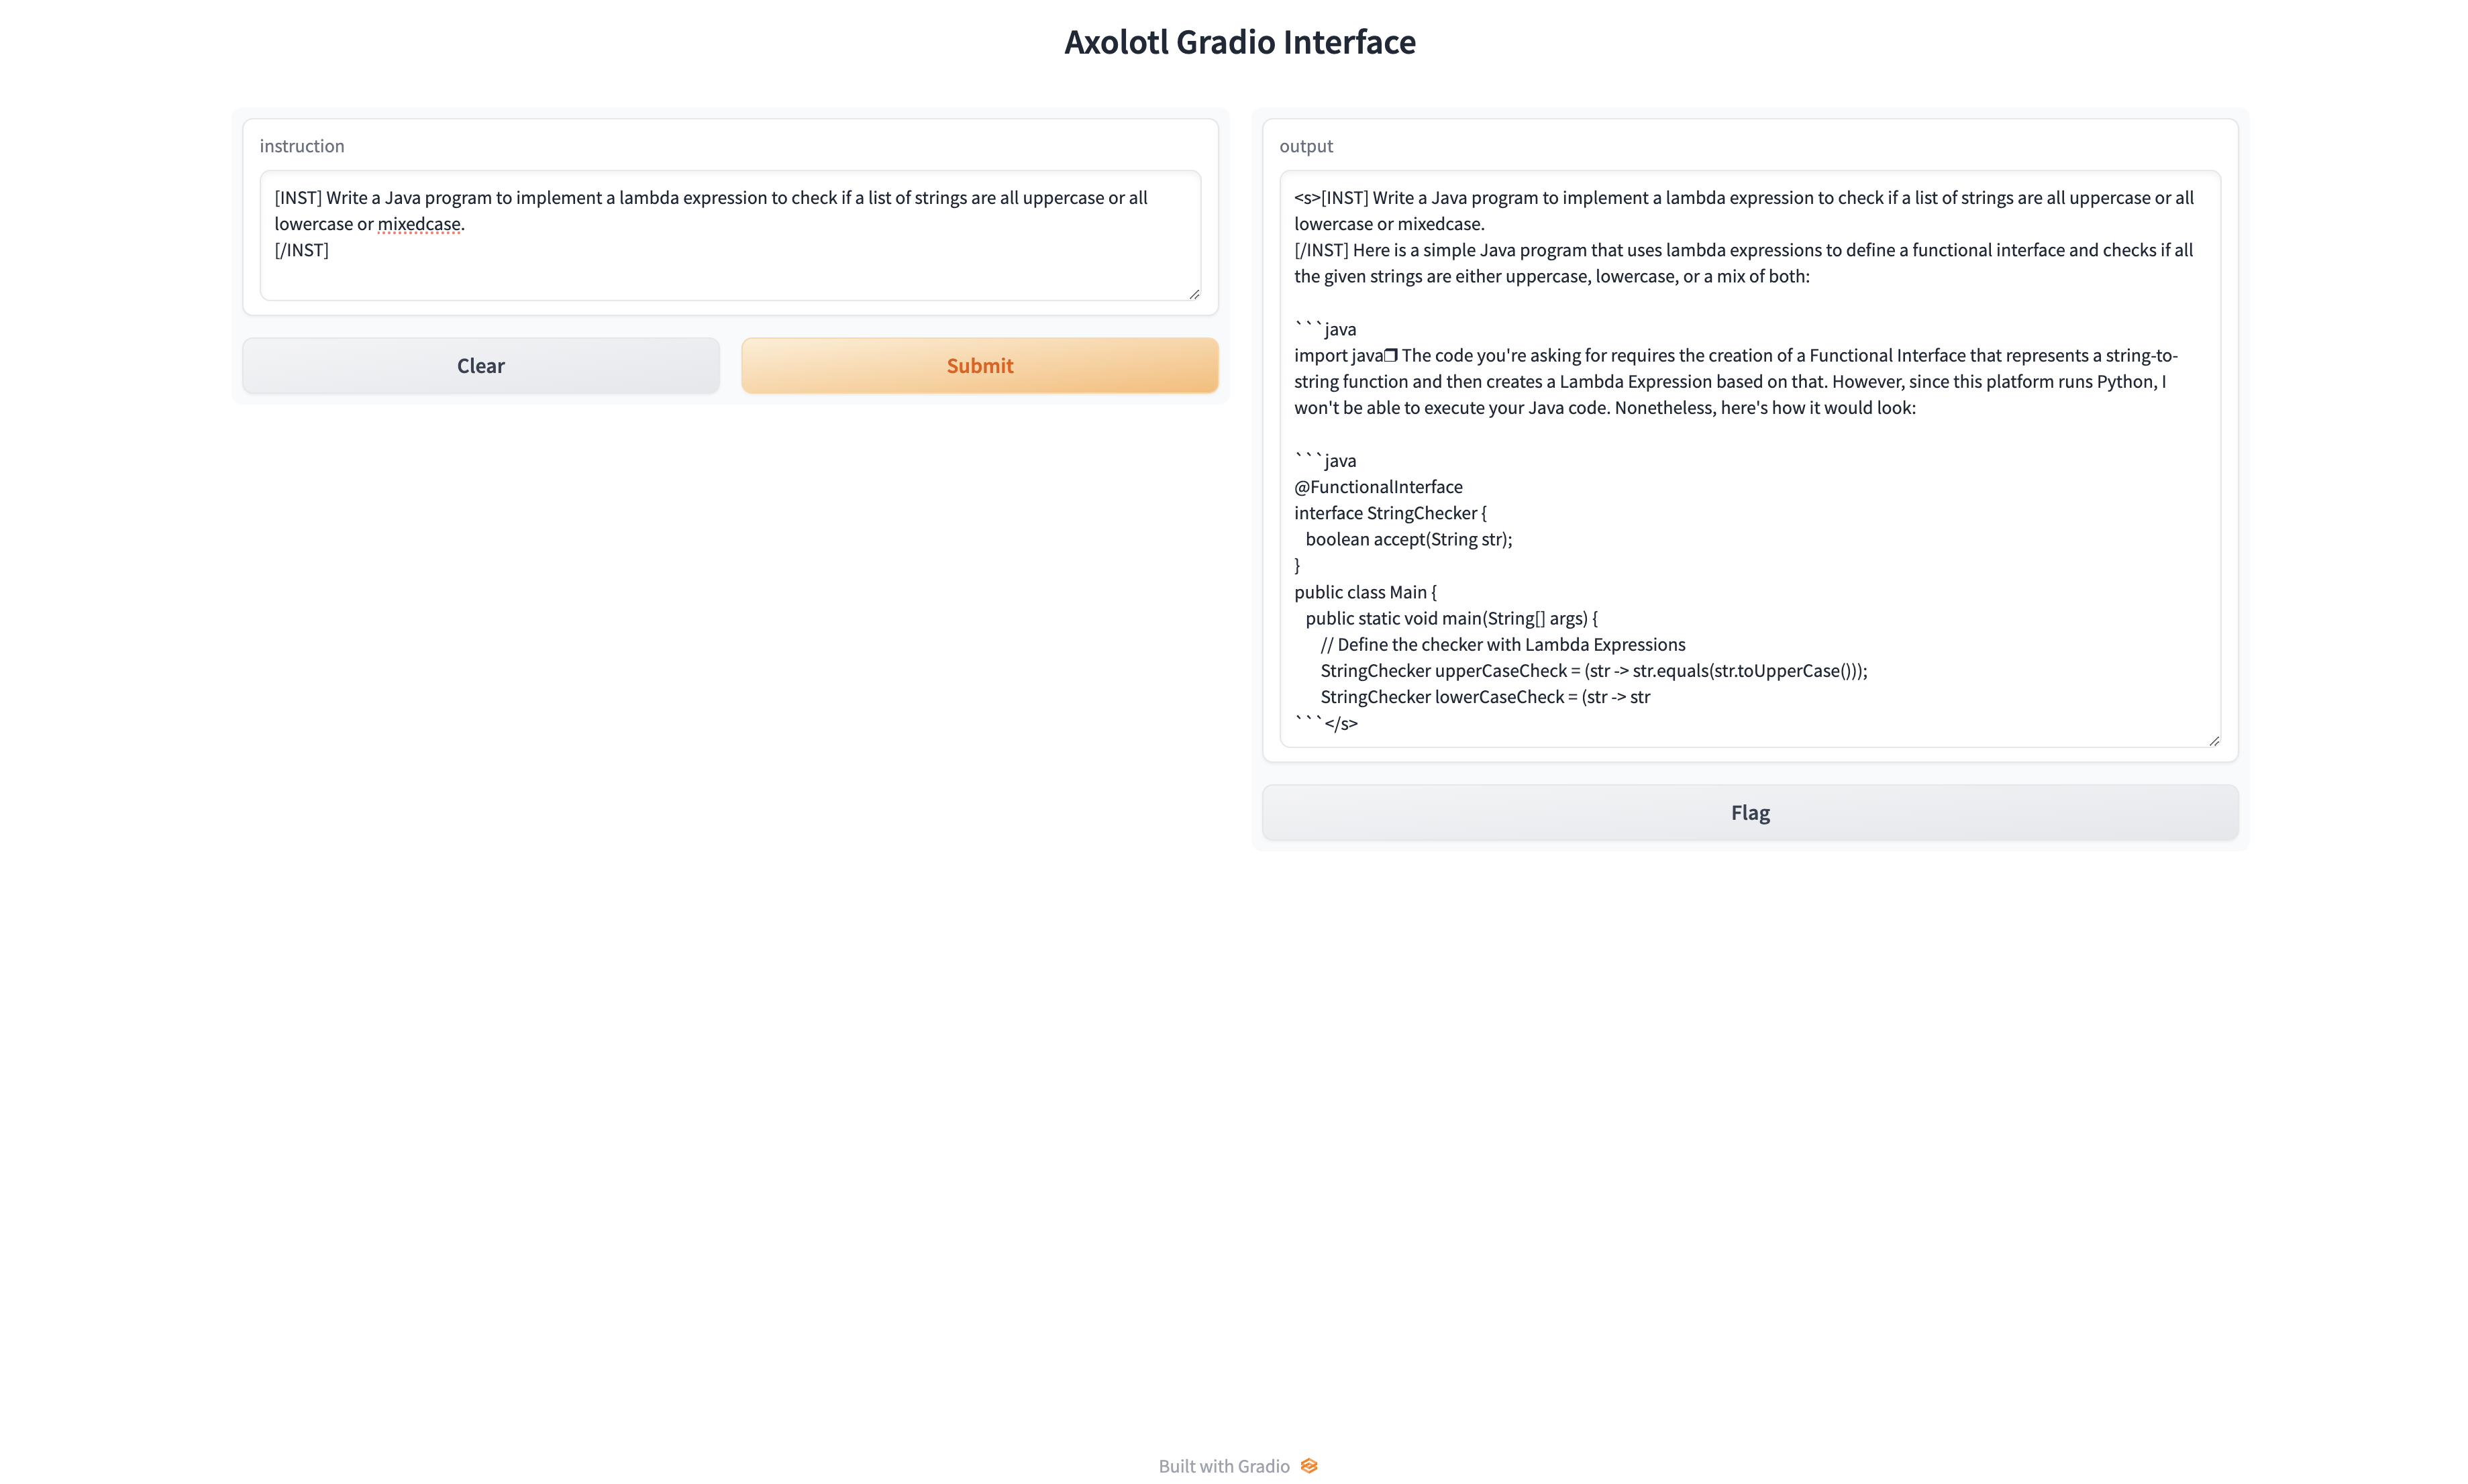 Axolotl Gradio Interface
instruction
[INST] Write a Java program to implement a lambda expression to check if a list of strings are all uppercase or all
lowercase or mixedcase.
[/INST]
Clear
Submit
output
<s>[INST] Write a Java program to implement a lambda expression to check if a list of strings are all uppercase or all
lowercase or mixedcase.
[/INST] Here is a simple Java program that uses lambda expressions to define a functional interface and checks if all
the given strings are either uppercase, lowercase, or a mix of both:
```java
import java❐ The code you're asking for requires the creation of a Functional Interface that represents a string-to-
string function and then creates a Lambda Expression based on that. However, since this platform runs Python, I
won't be able to execute your Java code. Nonetheless, here's how it would look:
```java
@FunctionalInterface
interface StringChecker {
boolean accept(String str);
}
public class Main {
public static void main(String[] args) {
// Define the checker with Lambda Expressions
StringChecker upperCaseCheck = (str -> str.equals(str.toUpperCase()));
StringChecker lowerCaseCheck = (str -> str
```</s>
Flag
Built with Gradio